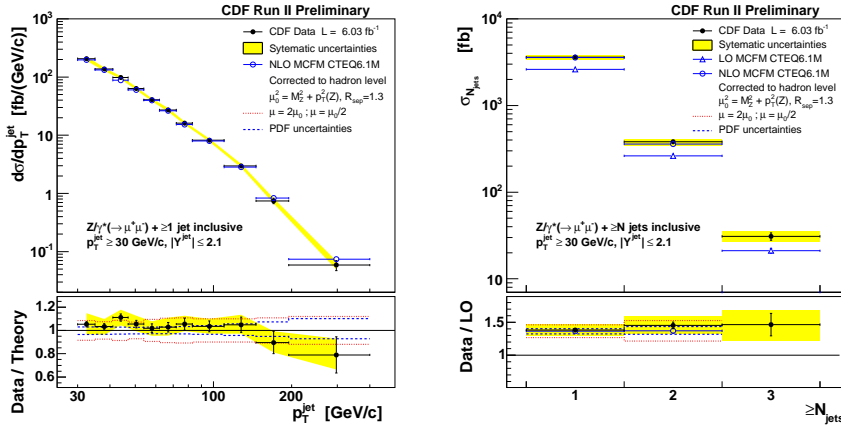 CDF Run II Preliminary
CDF Data L = 6.03 fb⁻¹
Sytematic uncertainties
NLO MCFM CTEQ6.1M
Corrected to hadron level
μ₀² = M_Z² + p_T²(Z), R_sep=1.3
μ = 2μ₀ ; μ = μ₀/2
PDF uncertainties
dσ/dp_T^jet [fb/(GeV/c)]
10³
10²
10
1
10⁻¹
Z/γ*(→ μ⁺μ⁻) + ≥1 jet inclusive
p_T^jet ≥ 30 GeV/c, |Y^jet| ≤ 2.1
Data / Theory
1.2
1
0.8
0.6
30
100
200
p_T^jet [GeV/c]
CDF Run II Preliminary
CDF Data L = 6.03 fb⁻¹
Sytematic uncertainties
LO MCFM CTEQ6.1M
NLO MCFM CTEQ6.1M
Corrected to hadron level
μ₀² = M_Z² + p_T²(Z), R_sep=1.3
μ = 2μ₀ ; μ = μ₀/2
PDF uncertainties
σ_N_jets [fb]
10⁴
10³
10²
10
Z/γ*(→ μ⁺μ⁻) + ≥N jets inclusive
p_T^jet ≥ 30 GeV/c, |Y^jet| ≤ 2.1
Data / LO
1.5
1
1
2
3
≥N_jets